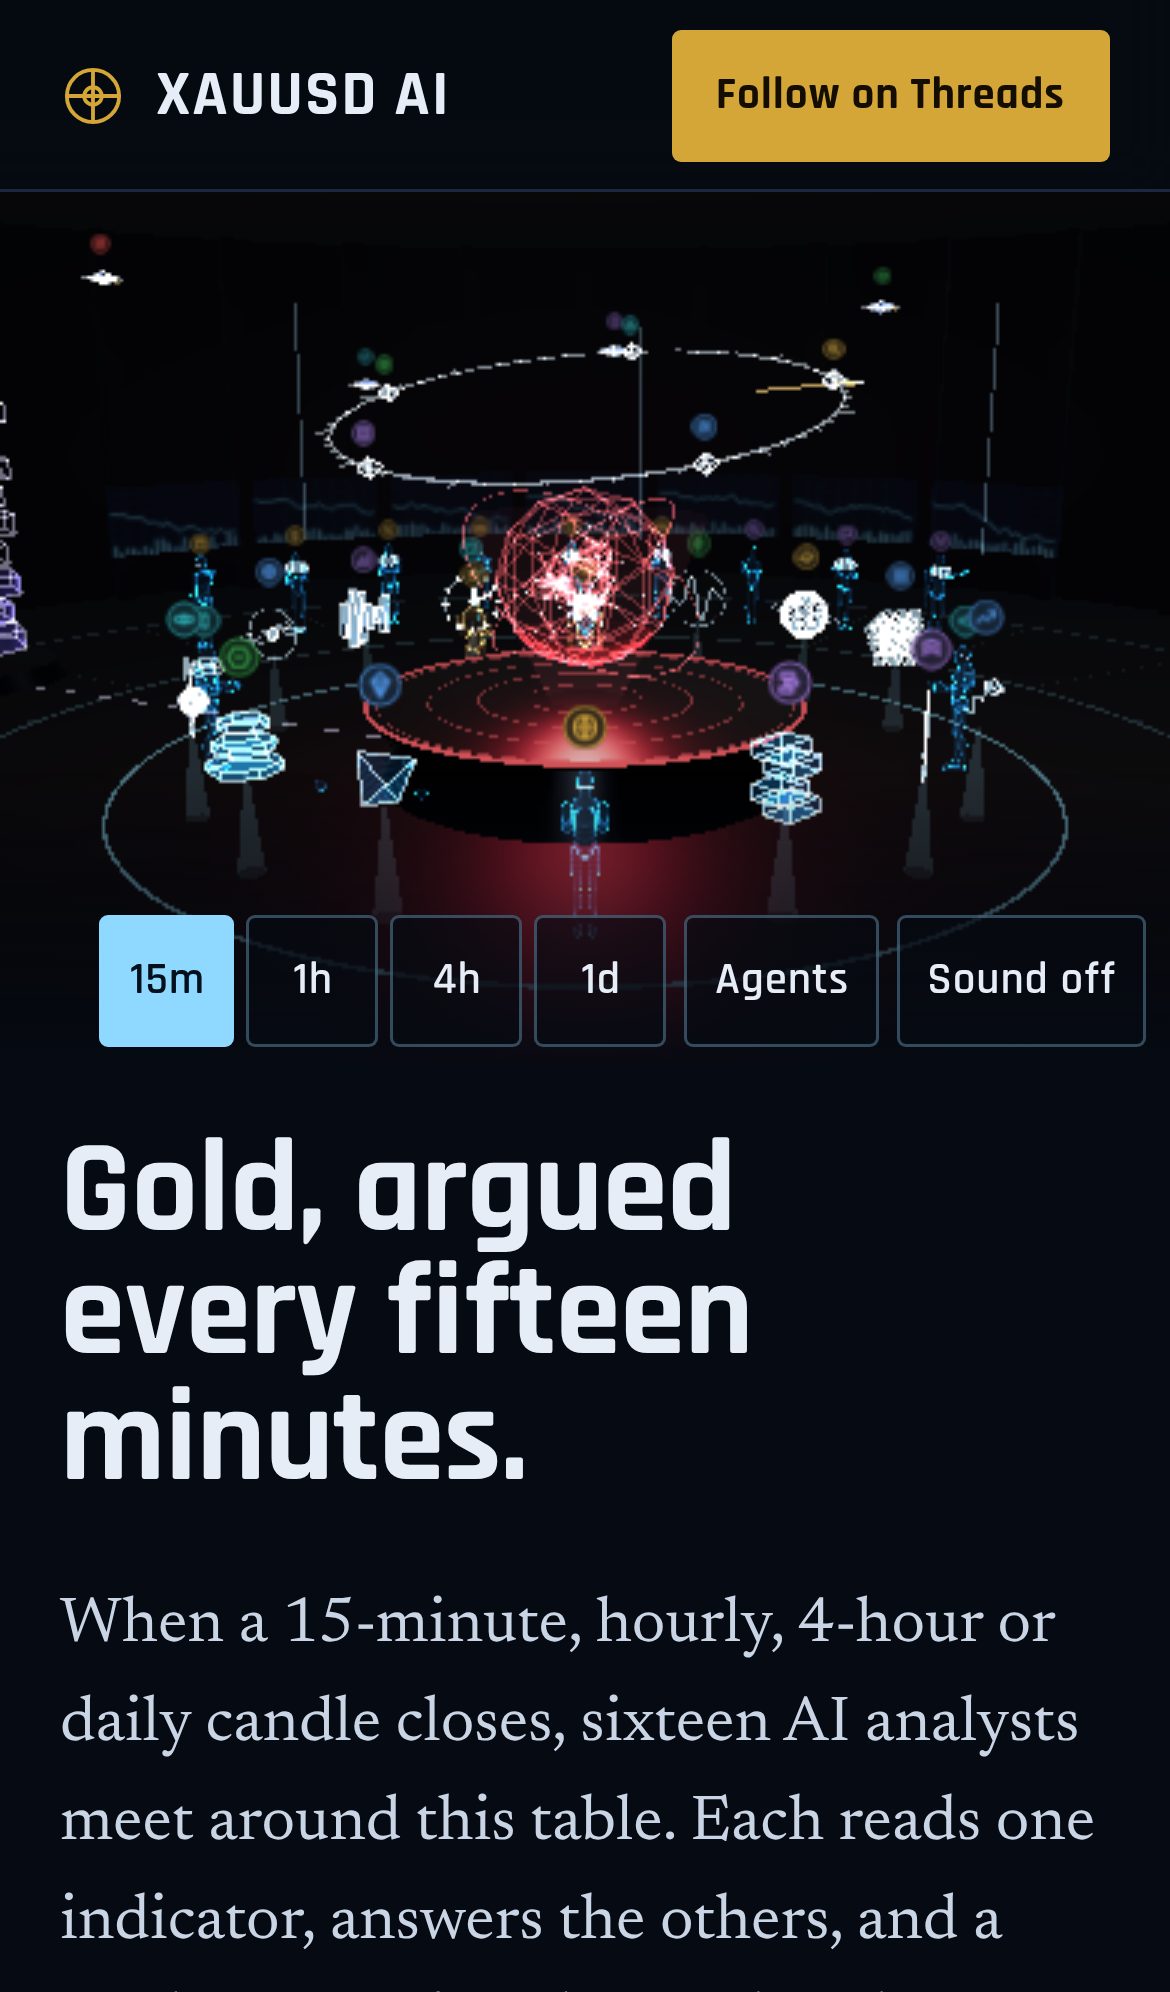 XAUUSD AI
Follow on Threads
15m
1h
4h
1d
Agents
Sound off
Gold, argued
every fifteen
minutes.
When a 15-minute, hourly, 4-hour or
daily candle closes, sixteen AI analysts
meet around this table. Each reads one
indicator, answers the others, and a